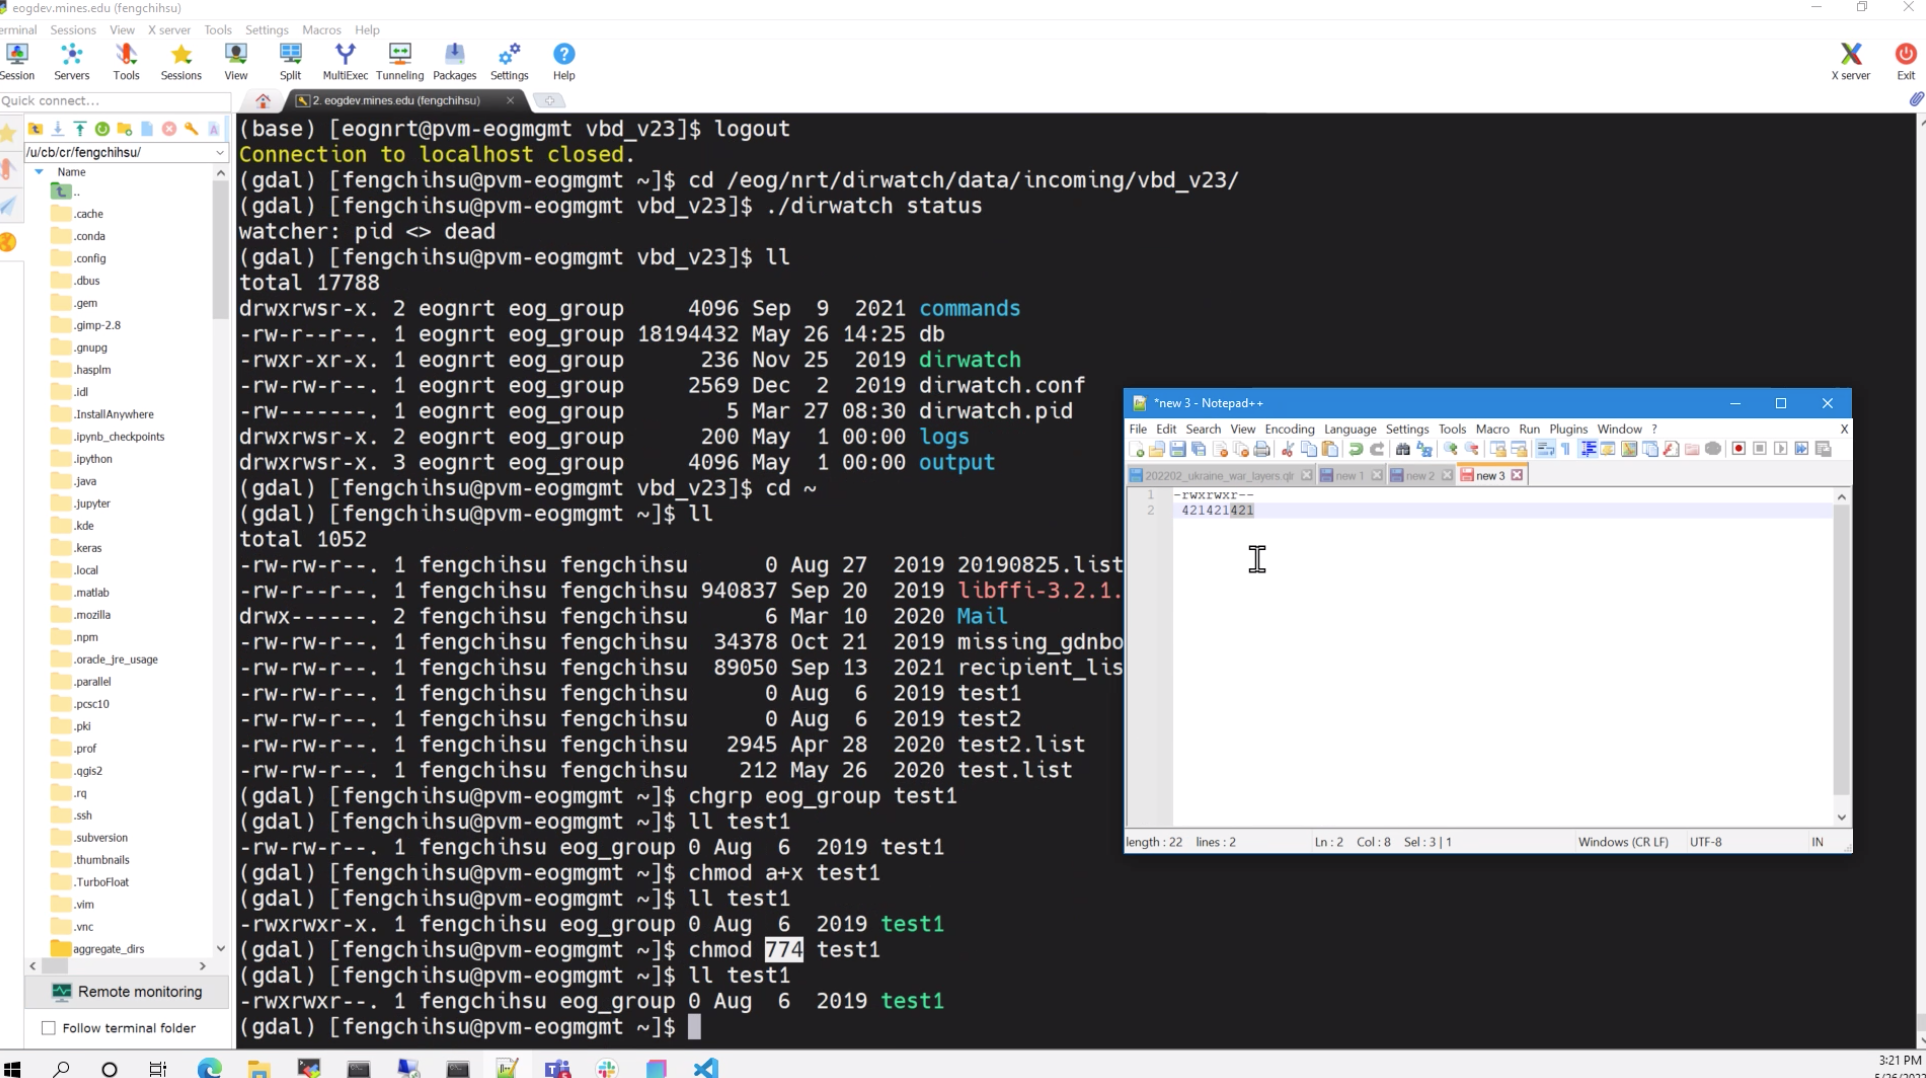 eogdev.mines.edu (fengchihsu)
erminal Sessions View X server Tools Settings Macros Help
Session Servers Tools Sessions View Split MultiExec Tunneling Packages Settings Help X server Exit
Quick connect...
2. eogdev.mines.edu (fengchihsu)
/u/cb/cr/fengchihsu/
Name
..
.cache
.conda
.config
.dbus
.gem
.gimp-2.8
.gnupg
.hasplm
.idl
.InstallAnywhere
.ipynb_checkpoints
.ipython
.java
.jupyter
.kde
.keras
.local
.matlab
.mozilla
.npm
.oracle_jre_usage
.parallel
.pcsc10
.pki
.prof
.qgis2
.rq
.ssh
.subversion
.thumbnails
.TurboFloat
.vim
.vnc
aggregate_dirs
Remote monitoring
Follow terminal folder
(base) [eognrt@pvm-eogmgmt vbd_v23]$ logout
Connection to localhost closed.
(gdal) [fengchihsu@pvm-eogmgmt ~]$ cd /eog/nrt/dirwatch/data/incoming/vbd_v23/
(gdal) [fengchihsu@pvm-eogmgmt vbd_v23]$ ./dirwatch status
watcher: pid <> dead
(gdal) [fengchihsu@pvm-eogmgmt vbd_v23]$ ll
total 17788
drwxrwsr-x. 2 eognrt eog_group 4096 Sep 9 2021 commands
-rw-r--r--. 1 eognrt eog_group 18194432 May 26 14:25 db
-rwxr-xr-x. 1 eognrt eog_group 236 Nov 25 2019 dirwatch
-rw-rw-r--. 1 eognrt eog_group 2569 Dec 2 2019 dirwatch.conf
-rw-------. 1 eognrt eog_group 5 Mar 27 08:30 dirwatch.pid
drwxrwsr-x. 2 eognrt eog_group 200 May 1 00:00 logs
drwxrwsr-x. 3 eognrt eog_group 4096 May 1 00:00 output
(gdal) [fengchihsu@pvm-eogmgmt vbd_v23]$ cd ~
(gdal) [fengchihsu@pvm-eogmgmt ~]$ ll
total 1052
-rw-rw-r--. 1 fengchihsu fengchihsu 0 Aug 27 2019 20190825.list
-rw-r--r--. 1 fengchihsu fengchihsu 940837 Sep 20 2019 libffi-3.2.1.
drwx------. 2 fengchihsu fengchihsu 6 Mar 10 2020 Mail
-rw-rw-r--. 1 fengchihsu fengchihsu 34378 Oct 21 2019 missing_gdnbo
-rw-rw-r--. 1 fengchihsu fengchihsu 89050 Sep 13 2021 recipient_lis
-rw-rw-r--. 1 fengchihsu fengchihsu 0 Aug 6 2019 test1
-rw-rw-r--. 1 fengchihsu fengchihsu 0 Aug 6 2019 test2
-rw-rw-r--. 1 fengchihsu fengchihsu 2945 Apr 28 2020 test2.list
-rw-rw-r--. 1 fengchihsu fengchihsu 212 May 26 2020 test.list
(gdal) [fengchihsu@pvm-eogmgmt ~]$ chgrp eog_group test1
(gdal) [fengchihsu@pvm-eogmgmt ~]$ ll test1
-rw-rw-r--. 1 fengchihsu eog_group 0 Aug 6 2019 test1
(gdal) [fengchihsu@pvm-eogmgmt ~]$ chmod a+x test1
(gdal) [fengchihsu@pvm-eogmgmt ~]$ ll test1
-rwxrwxr-x. 1 fengchihsu eog_group 0 Aug 6 2019 test1
(gdal) [fengchihsu@pvm-eogmgmt ~]$ chmod 774 test1
(gdal) [fengchihsu@pvm-eogmgmt ~]$ ll test1
-rwxrwxr--. 1 fengchihsu eog_group 0 Aug 6 2019 test1
(gdal) [fengchihsu@pvm-eogmgmt ~]$
*new 3 - Notepad++
File Edit Search View Encoding Language Settings Tools Macro Run Plugins Window ? X
202202_ukraine_war_layers.qlr new 1 new 2 new 3
1 -rwxrwxr--
2 421421421
length : 22 lines : 2 Ln : 2 Col : 8 Sel : 3 | 1 Windows (CR LF) UTF-8 IN
3:21 PM